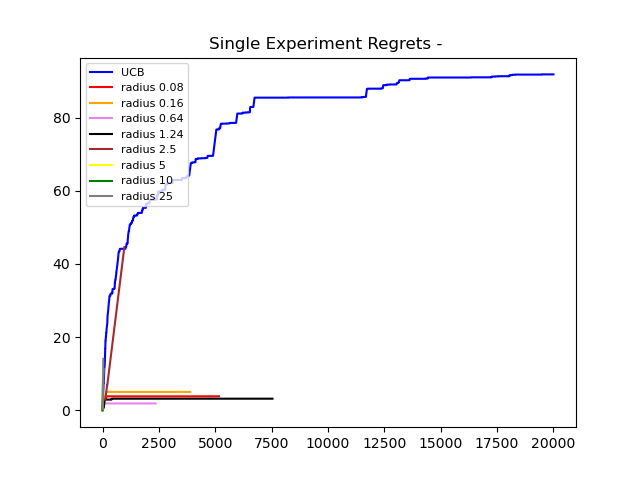 Single Experiment Regrets -
UCB
radius 0.08
radius 0.16
radius 0.64
radius 1.24
radius 2.5
radius 5
radius 10
radius 25
80
60
40
20
0
0 2500 5000 7500 10000 12500 15000 17500 20000